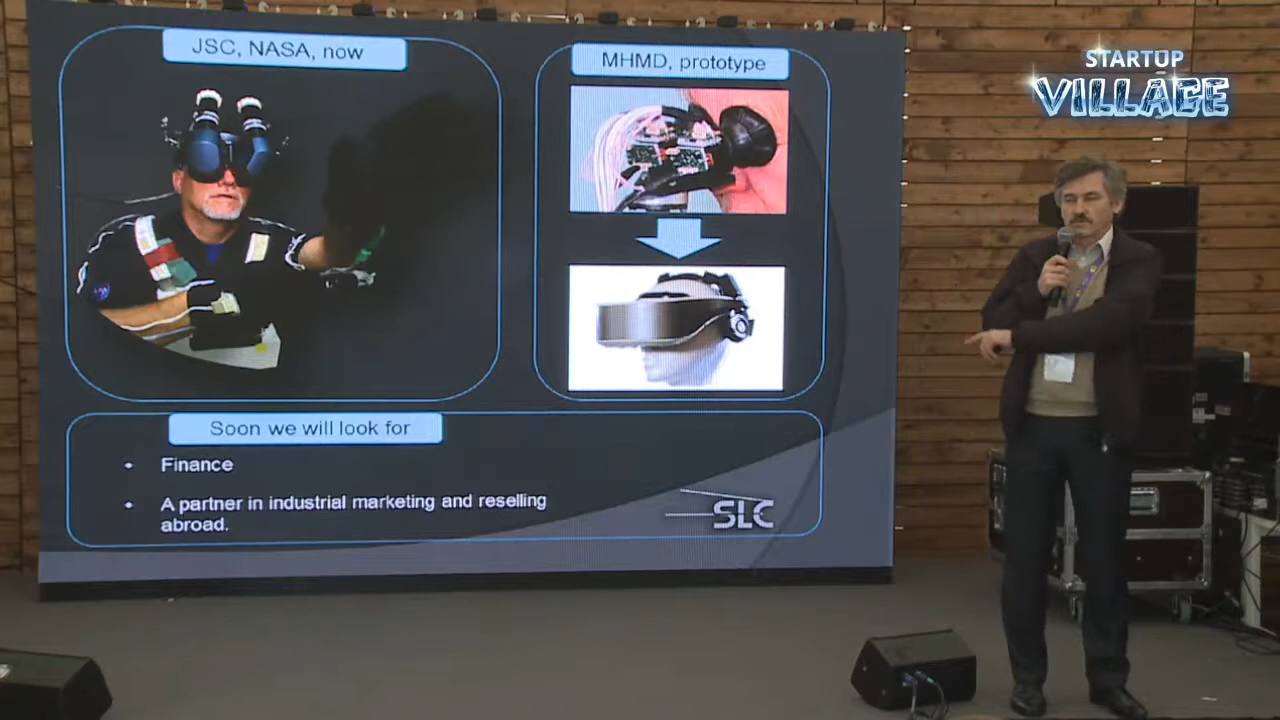 JSC, NASA, now
MHMD, prototype
Soon we will look for
• Finance
• A partner in industrial marketing and reselling
abroad.
SLC
STARTUP
VILLAGE